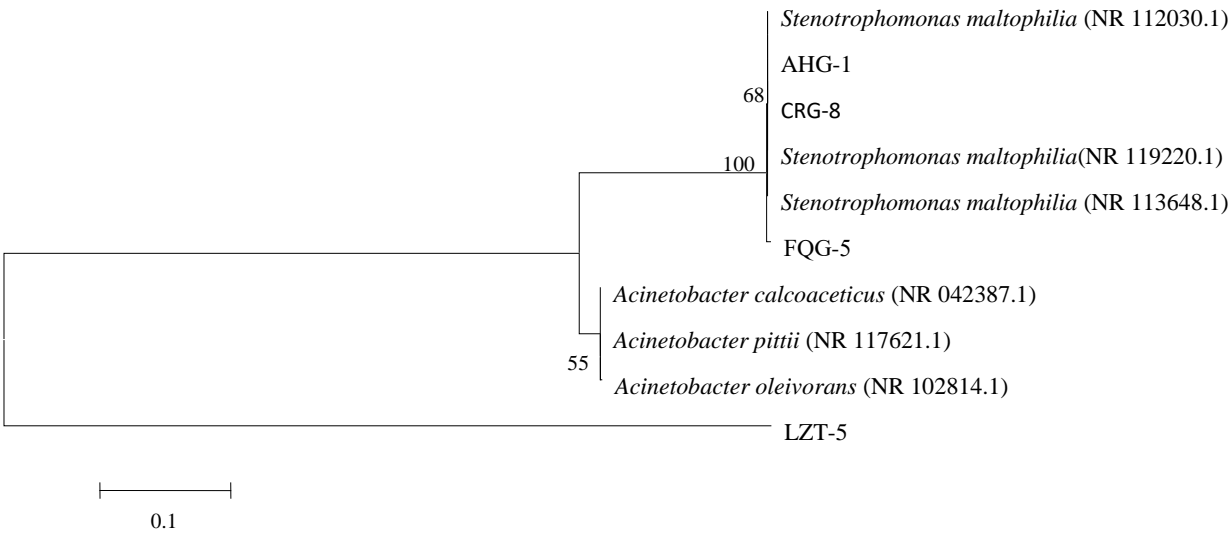 Stenotrophomonas maltophilia (NR 112030.1)
AHG-1
68
CRG-8
Stenotrophomonas maltophilia(NR 119220.1)
100
Stenotrophomonas maltophilia (NR 113648.1)
FQG-5
Acinetobacter calcoaceticus (NR 042387.1)
Acinetobacter pittii (NR 117621.1)
55
Acinetobacter oleivorans (NR 102814.1)
LZT-5
0.1